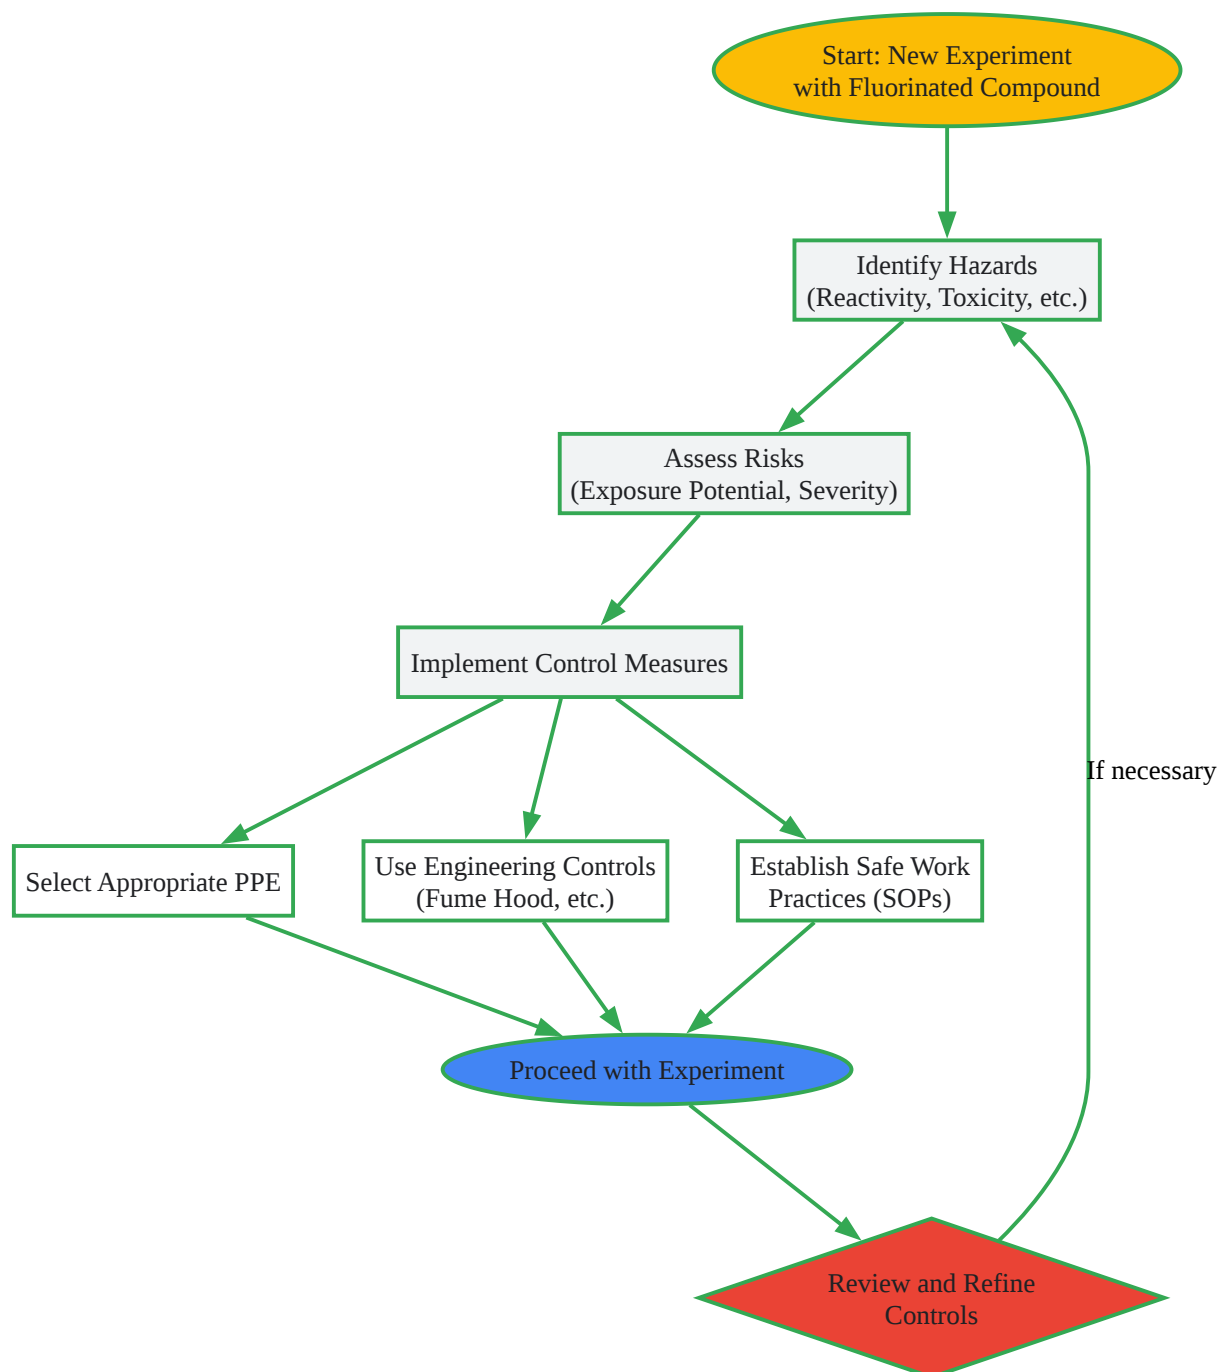 Start: New Experiment
with Fluorinated Compound
Identify Hazards
(Reactivity, Toxicity, etc.)
Assess Risks
(Exposure Potential, Severity)
Implement Control Measures
If necessary
Select Appropriate PPE
Use Engineering Controls
(Fume Hood, etc.)
Establish Safe Work
Practices (SOPs)
Proceed with Experiment
Review and Refine
Controls